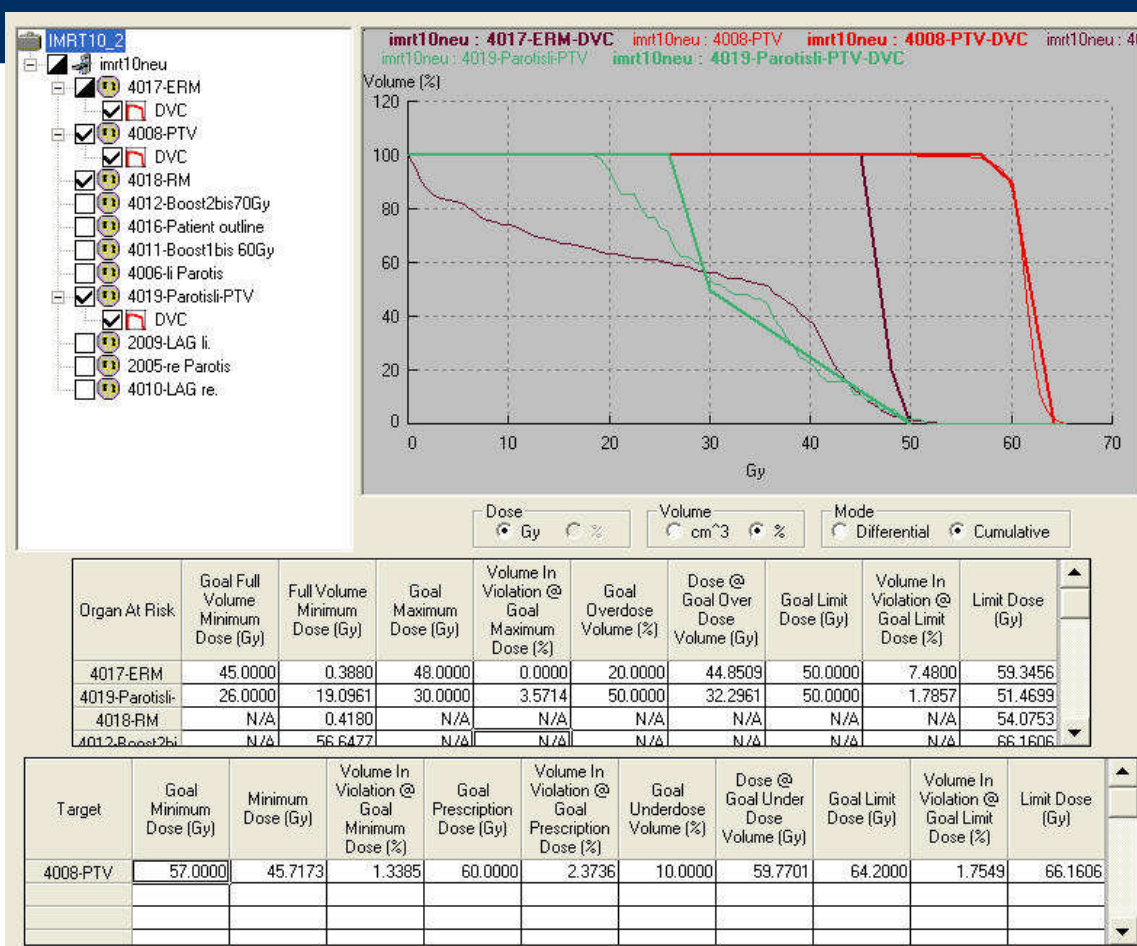 IMRT10_2
imrt10neu
4017-ERM
DVC
4008-PTV
DVC
4018-RM
4012-Boost2bis70Gy
4016-Patient outline
4011-Boost1bis 60Gy
4006-li Parotis
4019-Parotisli-PTV
DVC
2009-LAG li.
2005-re Parotis
4010-LAG re.
imrt10neu : 4017-ERM-DVC imrt10neu : 4008-PTV imrt10neu : 4008-PTV-DVC imrt10neu : 4
imrt10neu : 4019-Parotisli-PTV imrt10neu : 4019-Parotisli-PTV-DVC
Volume (%)
120
100
80
60
40
20
0
0 10 20 30 40 50 60 70
Gy
Dose Volume Mode
Gy % cm^3 % Differential Cumulative
Organ At Risk
Goal Full Volume Minimum Dose (Gy)
Full Volume Minimum Dose (Gy)
Goal Maximum Dose (Gy)
Volume In Violation @ Goal Maximum Dose (%)
Goal Overdose Volume (%)
Dose @ Goal Over Dose Volume (Gy)
Goal Limit Dose (Gy)
Volume In Violation @ Goal Limit Dose (%)
Limit Dose (Gy)
4017-ERM 45.0000 0.3880 48.0000 0.0000 20.0000 44.8509 50.0000 7.4800 59.3456
4019-Parotisli- 26.0000 19.0961 30.0000 3.5714 50.0000 32.2961 50.0000 1.7857 51.4699
4018-RM N/A 0.4180 N/A N/A N/A N/A N/A N/A 54.0753
4012-Boost2bi N/A 56.6477 N/A N/A N/A N/A N/A N/A 66.1606
Target
Goal Minimum Dose (Gy)
Minimum Dose (Gy)
Volume In Violation @ Goal Minimum Dose (%)
Goal Prescription Dose (Gy)
Volume In Violation @ Goal Prescription Dose (%)
Goal Underdose Volume (%)
Dose @ Goal Under Dose Volume (Gy)
Goal Limit Dose (Gy)
Volume In Violation @ Goal Limit Dose (%)
Limit Dose (Gy)
4008-PTV 57.0000 45.7173 1.3385 60.0000 2.3736 10.0000 59.7701 64.2000 1.7549 66.1606